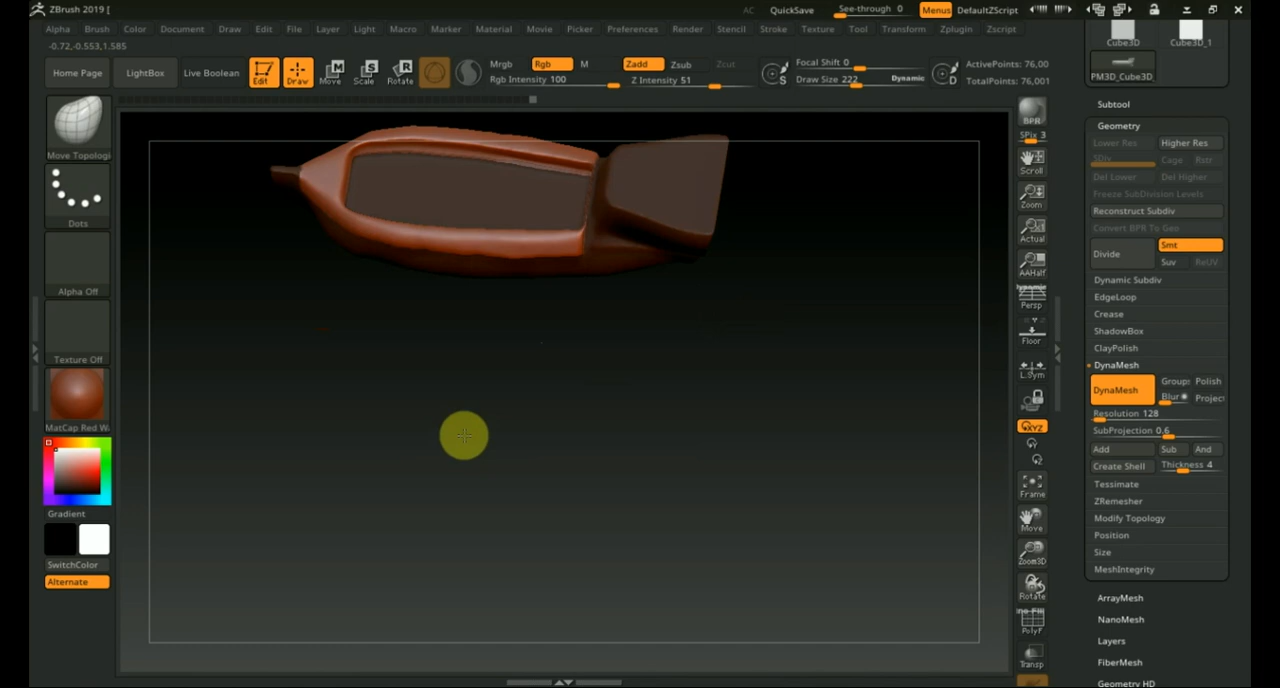 ZBrush 2019 [
AC QuickSave See-through 0 Menus DefaultZScript
Alpha Brush Color Document Draw Edit File Layer Light Macro Marker Material Movie Picker Preferences Render Stencil Stroke Texture Tool Transform Zplugin Zscript
-0.72,-0.553,1.585
Home Page LightBox Live Boolean Edit Draw Move Scale Rotate
Mrgb Rgb M Zadd Zsub Zcut
Rgb Intensity 100 Z Intensity 51
Focal Shift 0
Draw Size 222 Dynamic
ActivePoints: 76,00
TotalPoints: 76,001
Move Topologi
Dots
Alpha Off
Texture Off
MatCap Red W
Gradient
SwitchColor
Alternate
BPR
SPix 3
Scroll
Zoom
Actual
AAHalf
Persp
Floor
L.Sym
XYZ
Frame
Move
Zoom3D
Rotate
PolyF
Transp
Cube3D Cube3D_1
PM3D_Cube3D
Subtool
Geometry
Lower Res Higher Res
SDiv Cage Rstr
Del Lower Del Higher
Freeze SubDivision Levels
Reconstruct Subdiv
Convert BPR To Geo
Divide Smt
Suv ReUV
Dynamic Subdiv
EdgeLoop
Crease
ShadowBox
ClayPolish
DynaMesh
DynaMesh Groups Polish
Blur Project
Resolution 128
SubProjection 0.6
Add Sub And
Create Shell Thickness 4
Tessimate
ZRemesher
Modify Topology
Position
Size
MeshIntegrity
ArrayMesh
NanoMesh
Layers
FiberMesh
Geometry HD